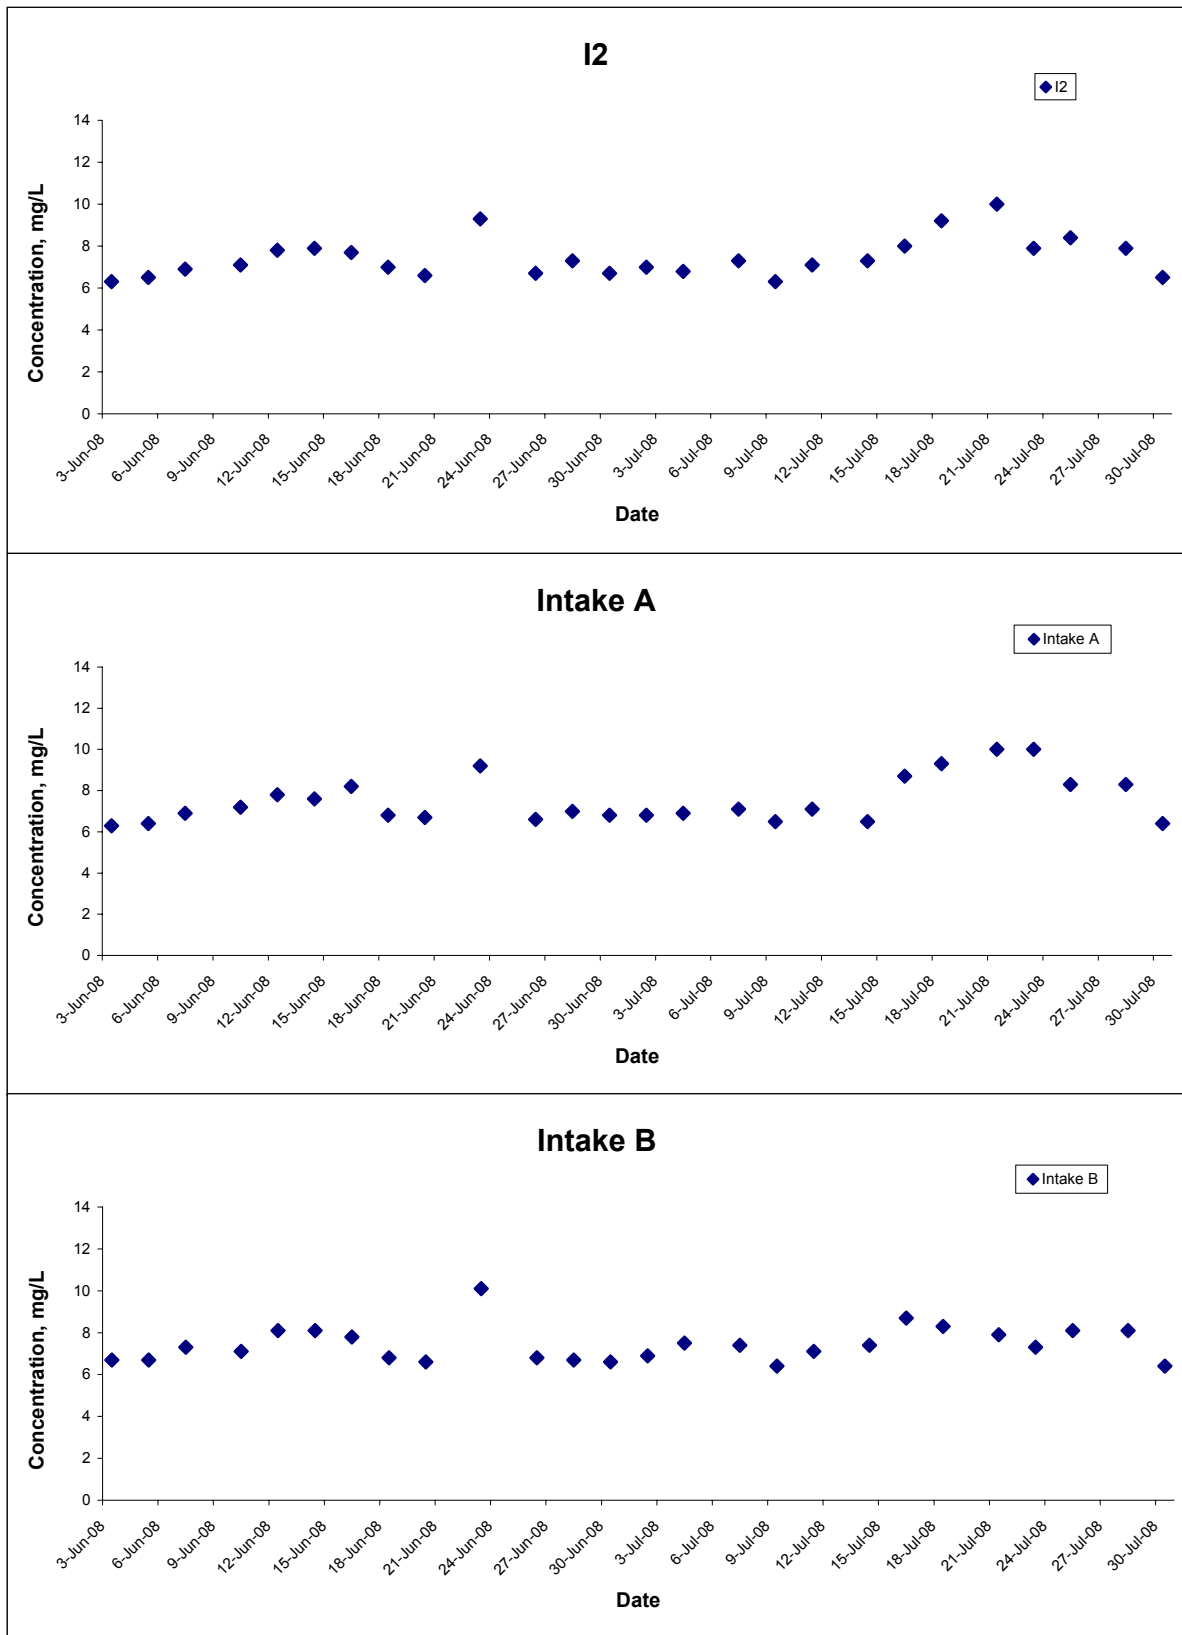 I2
I2
14
12
10
8
6
4
2
0
Concentration, mg/L
3-Jun-08 6-Jun-08 9-Jun-08 12-Jun-08 15-Jun-08 18-Jun-08 21-Jun-08 24-Jun-08 27-Jun-08 30-Jun-08 3-Jul-08 6-Jul-08 9-Jul-08 12-Jul-08 15-Jul-08 18-Jul-08 21-Jul-08 24-Jul-08 27-Jul-08 30-Jul-08
Date
Intake A
Intake A
14
12
10
8
6
4
2
0
Concentration, mg/L
3-Jun-08 6-Jun-08 9-Jun-08 12-Jun-08 15-Jun-08 18-Jun-08 21-Jun-08 24-Jun-08 27-Jun-08 30-Jun-08 3-Jul-08 6-Jul-08 9-Jul-08 12-Jul-08 15-Jul-08 18-Jul-08 21-Jul-08 24-Jul-08 27-Jul-08 30-Jul-08
Date
Intake B
Intake B
14
12
10
8
6
4
2
0
Concentration, mg/L
3-Jun-08 6-Jun-08 9-Jun-08 12-Jun-08 15-Jun-08 18-Jun-08 21-Jun-08 24-Jun-08 27-Jun-08 30-Jun-08 3-Jul-08 6-Jul-08 9-Jul-08 12-Jul-08 15-Jul-08 18-Jul-08 21-Jul-08 24-Jul-08 27-Jul-08 30-Jul-08
Date